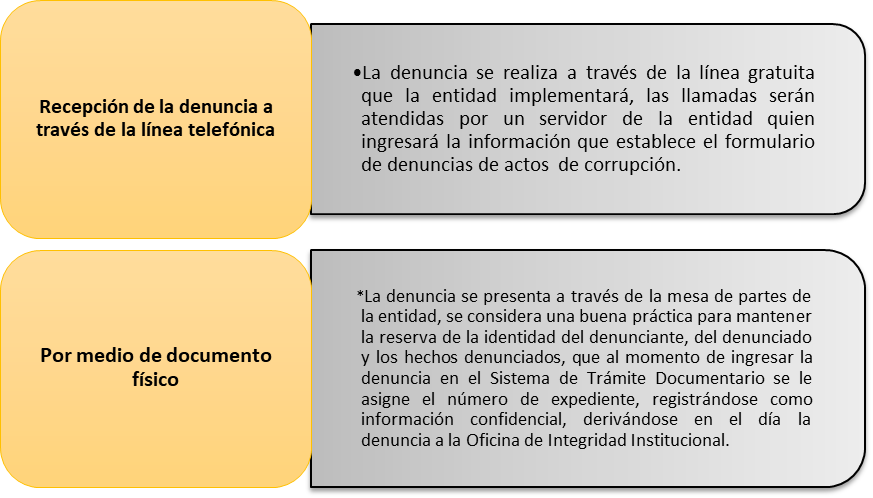 Recepción de la denuncia a
través de la línea telefónica
•La denuncia se realiza a través de la línea gratuita
que la entidad implementará, las llamadas serán
atendidas por un servidor de la entidad quien
ingresará la información que establece el formulario
de denuncias de actos de corrupción.
Por medio de documento
físico
*La denuncia se presenta a través de la mesa de partes de
la entidad, se considera una buena práctica para mantener
la reserva de la identidad del denunciante, del denunciado
y los hechos denunciados, que al momento de ingresar la
denuncia en el Sistema de Trámite Documentario se le
asigne el número de expediente, registrándose como
información confidencial, derivándose en el día la
denuncia a la Oficina de Integridad Institucional.